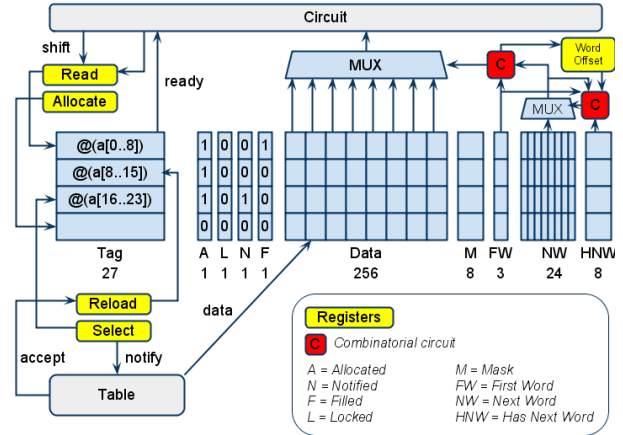 Circuit
shift
Read
ready
Allocate
MUX
C
Word
Offset
MUX
C
@(a[0..8])
@(a[8..15])
@(a[16..23])
1 0 0 1
1 0 0 0
1 0 1 0
0 0 0 0
Tag A L N F Data M FW NW HNW
27 1 1 1 1 256 8 3 24 8
Reload
Select
data
accept
notify
Table
Registers
C Combinatorial circuit
A = Allocated
N = Notified
F = Filled
L = Locked
M = Mask
FW = First Word
NW = Next Word
HNW = Has Next Word